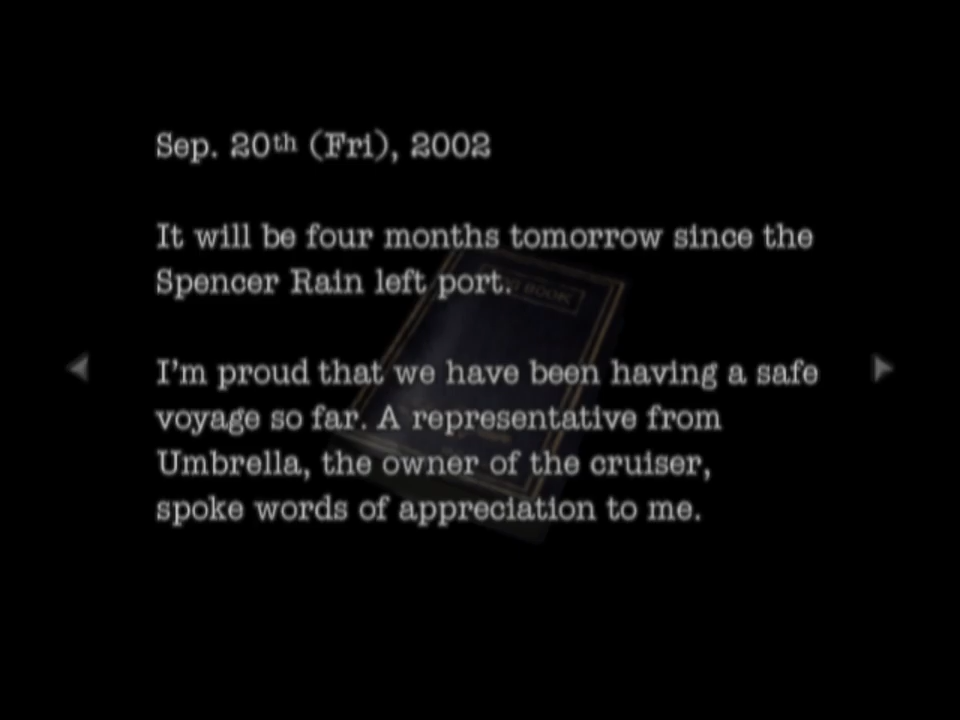 Sep. 20th (Fri), 2002
It will be four months tomorrow since the
Spencer Rain left port.
I'm proud that we have been having a safe
voyage so far. A representative from
Umbrella, the owner of the cruiser,
spoke words of appreciation to me.
BOOK